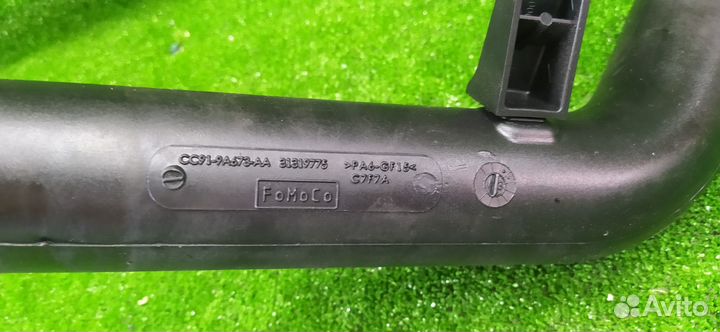 CC91-9A673-AA 31319775 >PA6-GF15<
C7F7A
FoMoCo
Avito